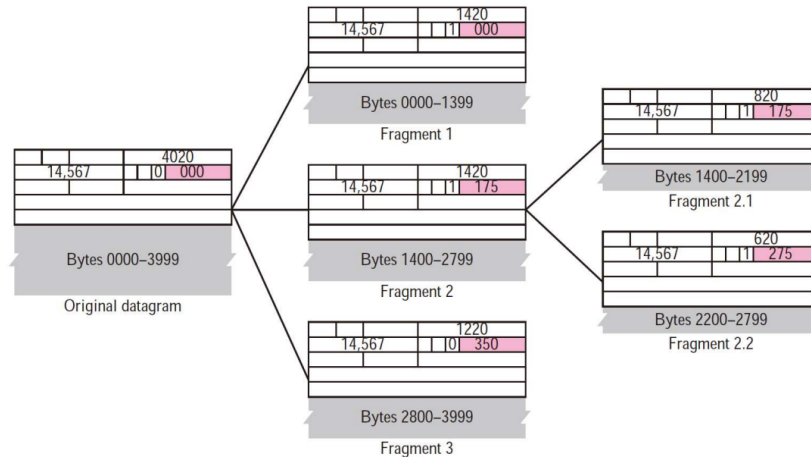 4020
14,567 0 000
Bytes 0000–3999
Original datagram
1420
14,567 1 000
Bytes 0000–1399
Fragment 1
1420
14,567 1 175
Bytes 1400–2799
Fragment 2
1220
14,567 0 350
Bytes 2800–3999
Fragment 3
820
14,567 1 175
Bytes 1400–2199
Fragment 2.1
620
14,567 1 275
Bytes 2200–2799
Fragment 2.2